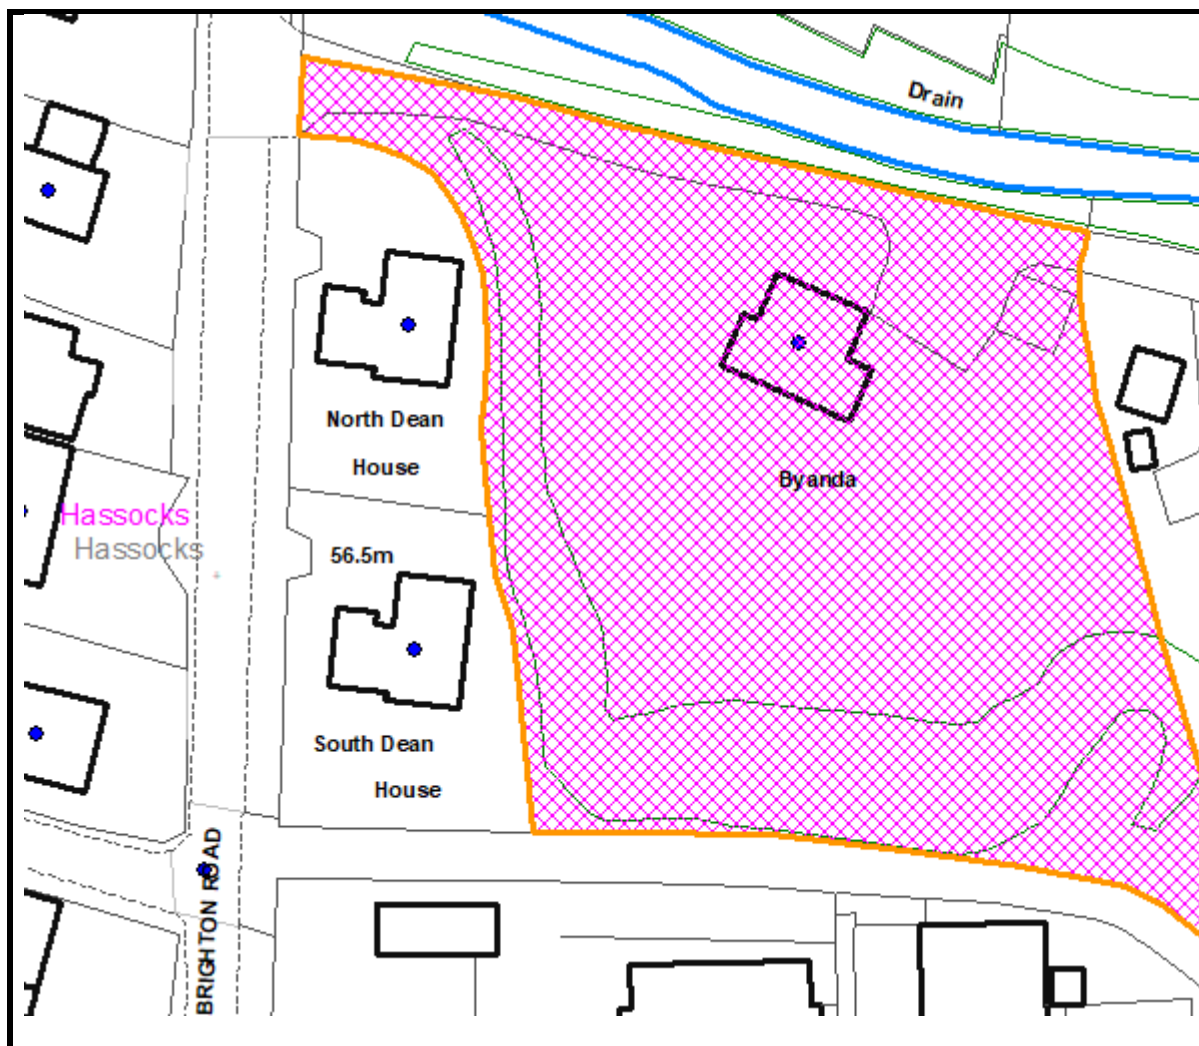 Drain
North Dean
House
Byanda
Hassocks
Hassocks
56.5m
South Dean
House
BRIGHTON ROAD